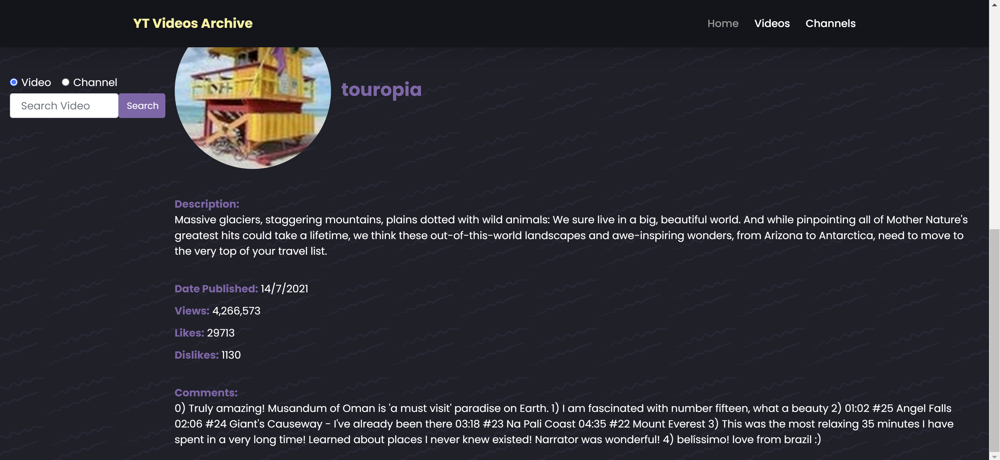 YT Videos Archive
Home Videos Channels
Video Channel
Search Video Search
touropia
Description:
Massive glaciers, staggering mountains, plains dotted with wild animals: We sure live in a big, beautiful world. And while pinpointing all of Mother Nature's
greatest hits could take a lifetime, we think these out-of-this-world landscapes and awe-inspiring wonders, from Arizona to Antarctica, need to move to
the very top of your travel list.
Date Published: 14/7/2021
Views: 4,266,573
Likes: 29713
Dislikes: 1130
Comments:
0) Truly amazing! Musandum of Oman is 'a must visit' paradise on Earth. 1) I am fascinated with number fifteen, what a beauty 2) 01:02 #25 Angel Falls
02:06 #24 Giant's Causeway - I've already been there 03:18 #23 Na Pali Coast 04:35 #22 Mount Everest 3) This was the most relaxing 35 minutes I have
spent in a very long time! Learned about places I never knew existed! Narrator was wonderful! 4) belíssimo! love from brazil :)